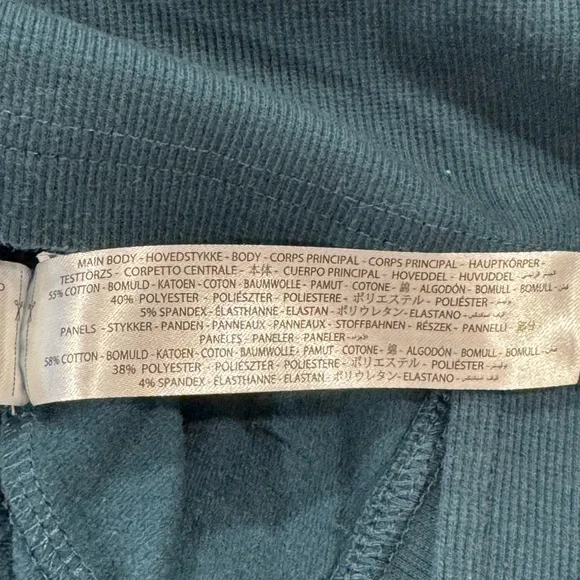 MAIN BODY - HOVEDSTYKKE - BODY - CORPS PRINCIPAL - CORPS PRINCIPAL - HAUPTKÖRPER -
TESTTÖRZS - CORPETTO CENTRALE - 本体 - CUERPO PRINCIPAL - HOVEDDEL - HUVUDDEL -
55% COTTON - BOMULD - KATOEN - COTON - BAUMWOLLE - PAMUT - COTONE - 綿 - ALGODÓN - BOMULL - BOMULL - قطن
40% POLYESTER - POLIÉSZTER - POLIESTERE - ポリエステル - POLIÉSTER - بوليستر
5% SPANDEX - ÉLASTHANNE - ELASTAN - ポリウレタン - ELASTANO -
PANELS - STYKKER - PANDEN - PANNEAUX - PANNEAUX - STOFFBAHNEN - RÉSZEK - PANNELLI -
PANELES - PANELER - PANELER -
58% COTTON - BOMULD - KATOEN - COTON - BAUMWOLLE - PAMUT - COTONE - 綿 - ALGODÓN - BOMULL - BOMULL - قطن
38% POLYESTER - POLIÉSZTER - POLIESTERE - ポリエステル - POLIÉSTER - بوليستر
4% SPANDEX - ÉLASTHANNE - ELASTAN - ポリウレタン - ELASTANO -